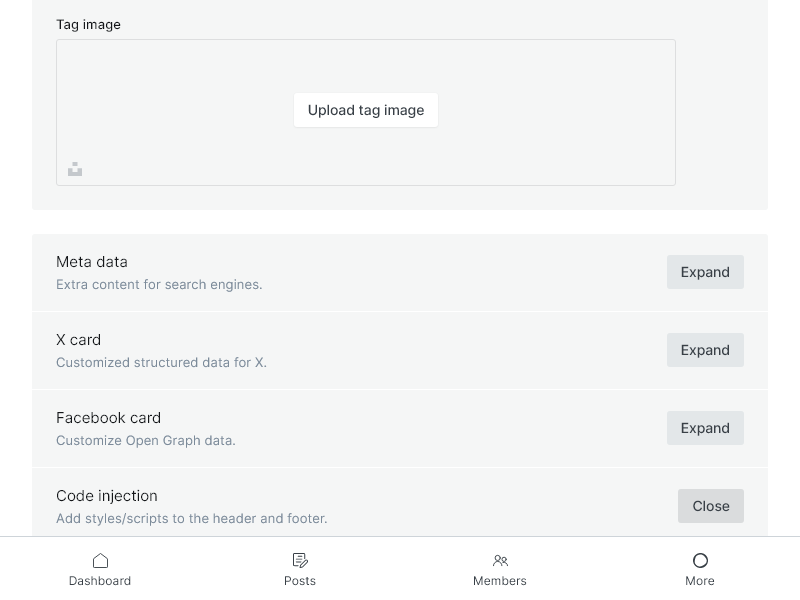 Tag image
Upload tag image
Meta data
Extra content for search engines.
Expand
X card
Customized structured data for X.
Expand
Facebook card
Customize Open Graph data.
Expand
Code injection
Add styles/scripts to the header and footer.
Close
Dashboard
Posts
Members
More